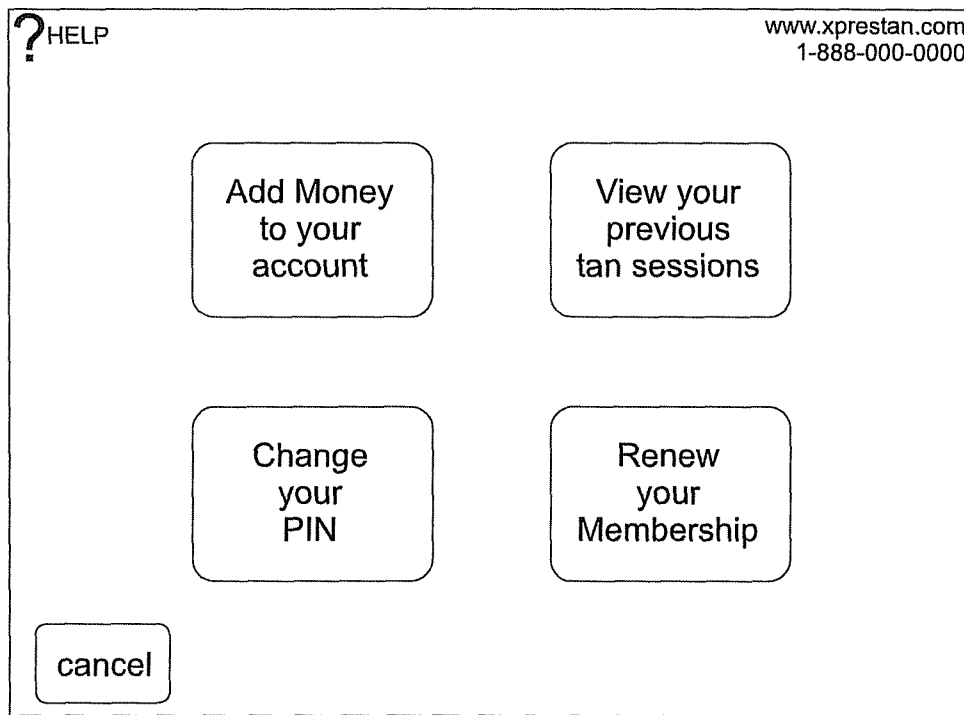 ? HELP
www.xprestan.com
1-888-000-0000
Add Money
to your
account
View your
previous
tan sessions
Change
your
PIN
Renew
your
Membership
cancel